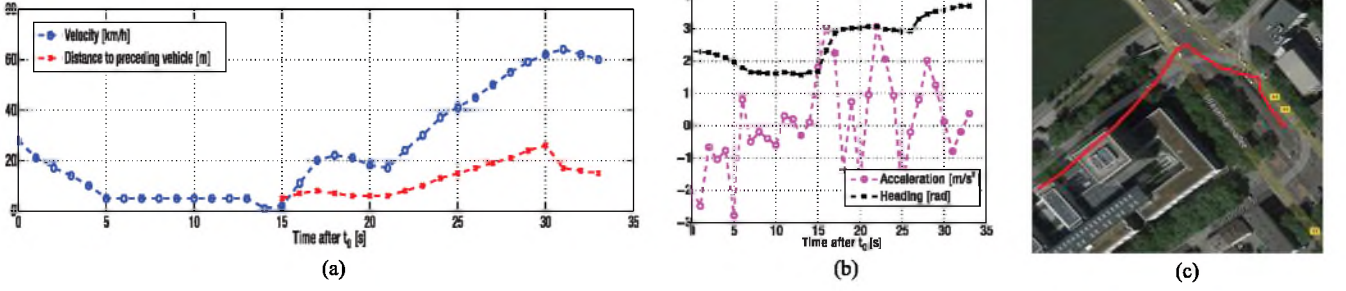 80
60
40
20
0
0 5 10 15 20 25 30 35
Velocity [km/h]
Distance to preceding vehicle [m]
Time after t0 [s]
(a)
3
2
1
0
-1
-2
-3
0 5 10 15 20 25 30 35
Acceleration [m/s²]
Heading [rad]
Time after t0 [s]
(b)
(c)